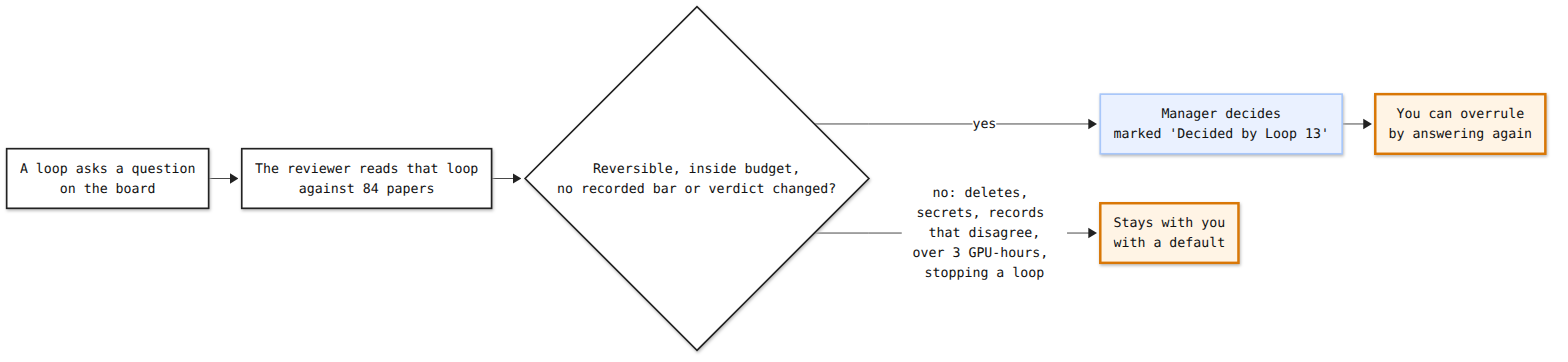 A loop asks a question
on the board
The reviewer reads that loop
against 84 papers
Reversible, inside budget,
no recorded bar or verdict changed?
yes
Manager decides
marked 'Decided by Loop 13'
You can overrule
by answering again
no: deletes,
secrets, records
that disagree,
over 3 GPU-hours,
stopping a loop
Stays with you
with a default